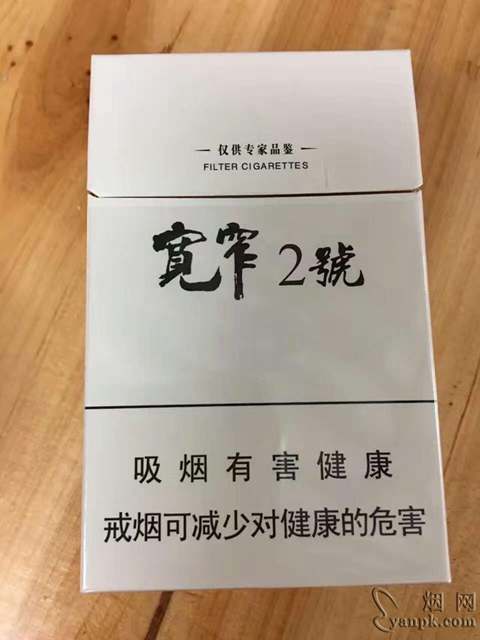 仅供专家品鉴
FILTER CIGARETTES
寬窄 2號
吸烟有害健康
戒烟可减少对健康的危害
烟网
yanpk.com